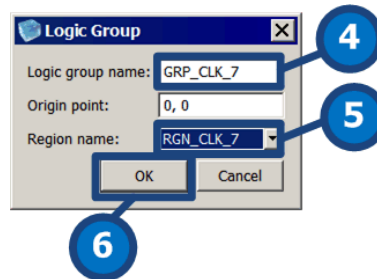 Logic Group
4
Logic group name: GRP_CLK_7
Origin point: 0, 0
5
Region name: RGN_CLK_7
OK Cancel
6